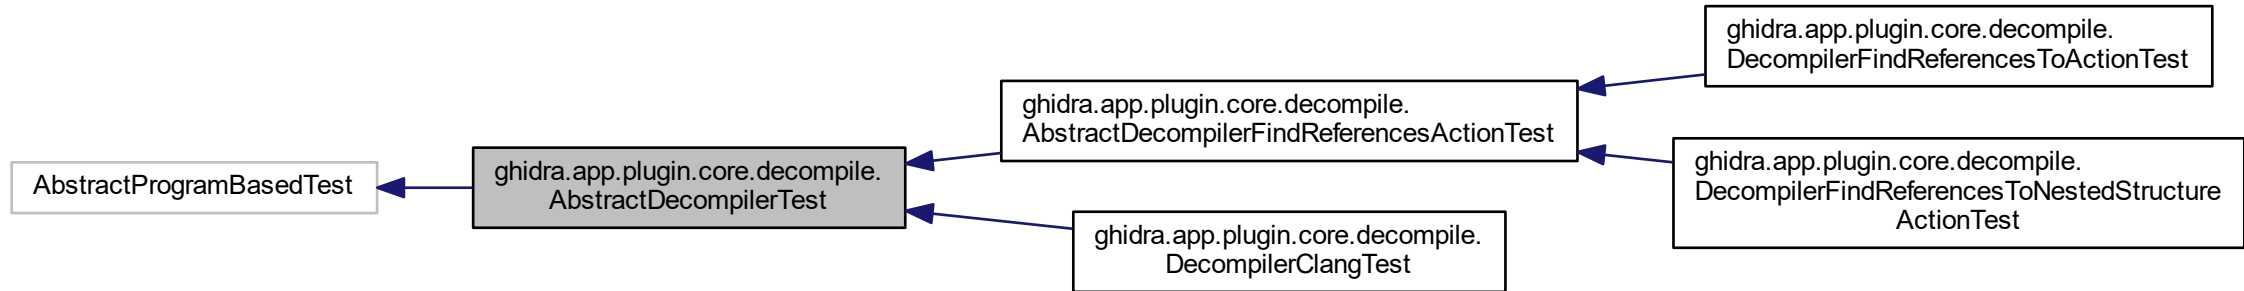 AbstractProgramBasedTest
ghidra.app.plugin.core.decompile.
AbstractDecompilerTest
ghidra.app.plugin.core.decompile.
AbstractDecompilerFindReferencesActionTest
ghidra.app.plugin.core.decompile.
DecompilerClangTest
ghidra.app.plugin.core.decompile.
DecompilerFindReferencesToActionTest
ghidra.app.plugin.core.decompile.
DecompilerFindReferencesToNestedStructure
ActionTest